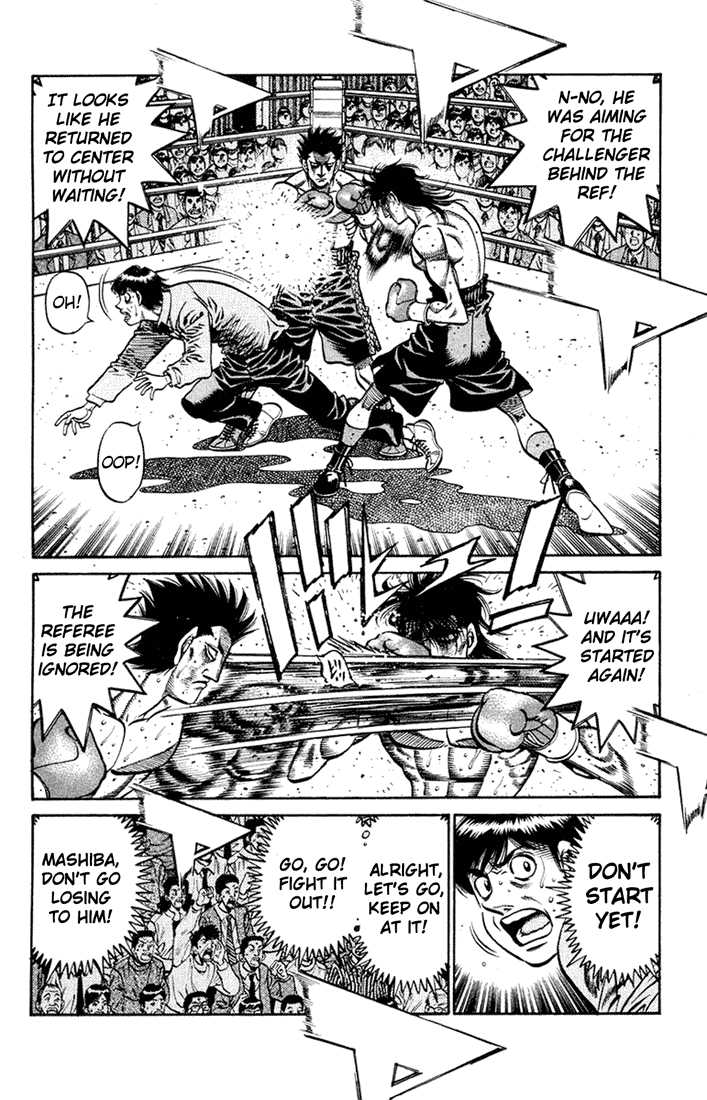 N-NO, HE
WAS AIMING
FOR THE
CHALLENGER
BEHIND THE
REF!
IT LOOKS
LIKE HE
RETURNED
TO CENTER
WITHOUT
WAITING!
OH!
OOP!
UWAAA!
AND IT'S
STARTED
AGAIN!
THE
REFEREE
IS BEING
IGNORED!
DON'T
START
YET!
ALRIGHT,
LET'S GO,
KEEP ON
AT IT!
GO, GO!
FIGHT IT
OUT!!
MASHIBA,
DON'T GO
LOSING
TO HIM!